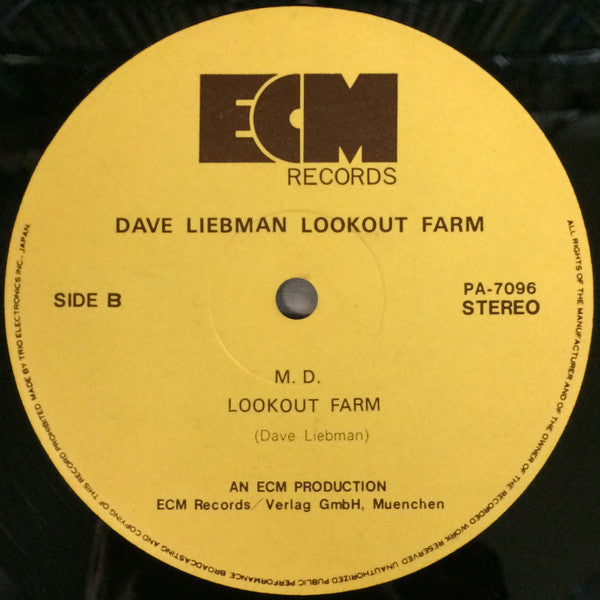 ECM
RECORDS
DAVE LIEBMAN LOOKOUT FARM
SIDE B
PA-7096
STEREO
M. D.
LOOKOUT FARM
(Dave Liebman)
AN ECM PRODUCTION
ECM Records/Verlag GmbH, Muenchen
ALL RIGHTS OF THE MANUFACTURER AND OF THE OWNER OF THE RECORDED WORK RESERVED UNAUTHORIZED PUBLIC PERFORMANCE BROADCASTING AND COPYING OF THIS RECORD PROHIBITED MADE BY TRIO ELECTRONICS INC., JAPAN.